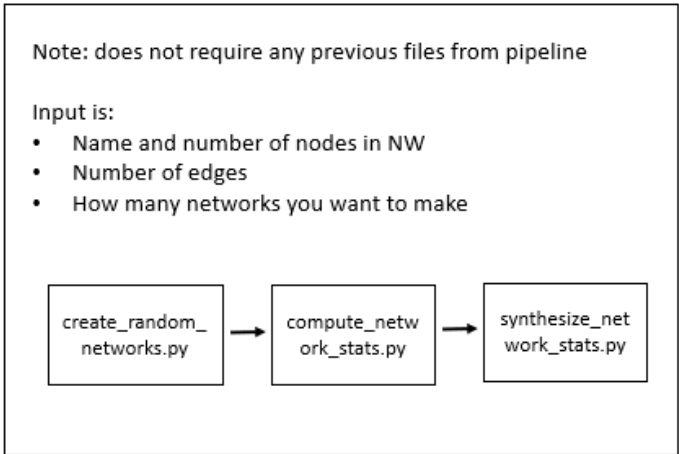 Note: does not require any previous files from pipeline
Input is:
• Name and number of nodes in NW
• Number of edges
• How many networks you want to make
create_random_
networks.py
compute_netw
ork_stats.py
synthesize_net
work_stats.py